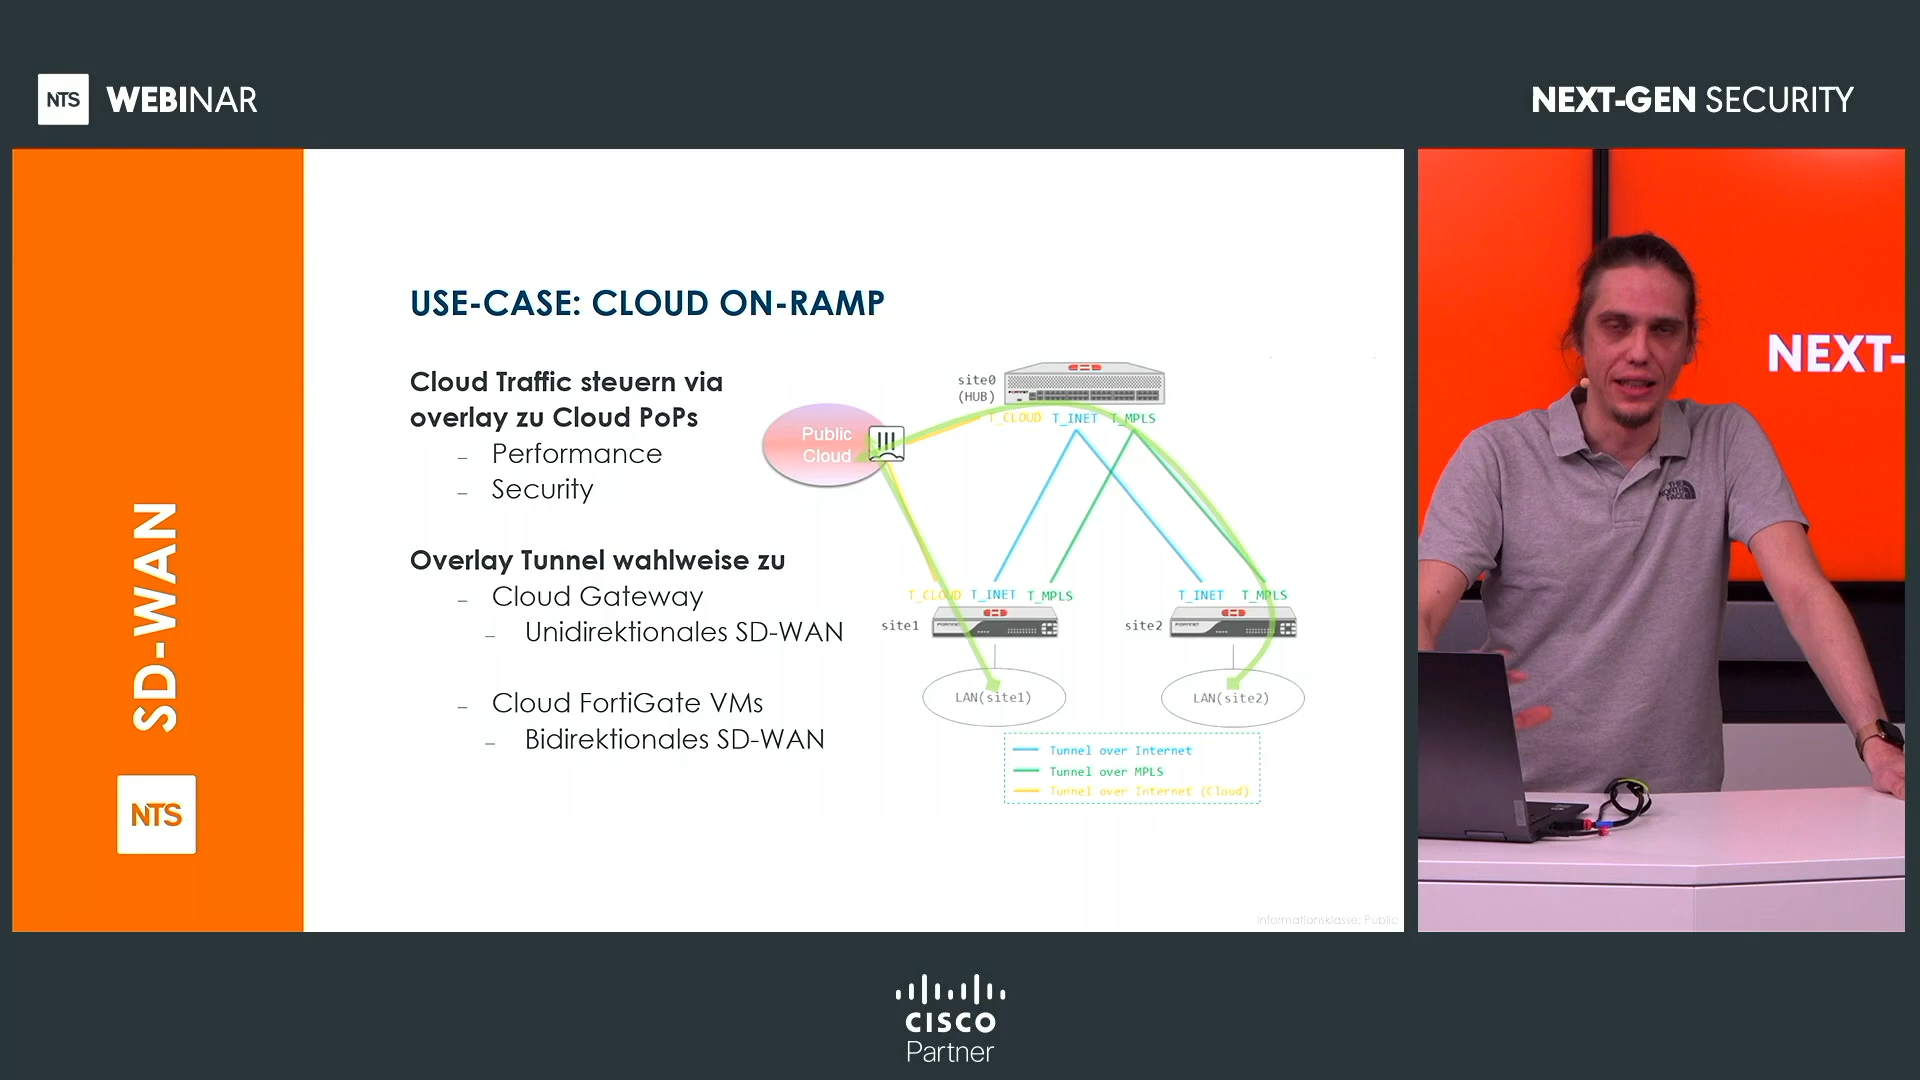 NTS WEBINAR
NEXT-GEN SECURITY
SD-WAN
NTS
USE-CASE: CLOUD ON-RAMP
Cloud Traffic steuern via
overlay zu Cloud PoPs
– Performance
– Security
Overlay Tunnel wahlweise zu
– Cloud Gateway
– Unidirektionales SD-WAN
– Cloud FortiGate VMs
– Bidirektionales SD-WAN
Public
Cloud
site0
(HUB)
T_CLOUD T_INET T_MPLS
T_CLOUD T_INET T_MPLS
T_INET T_MPLS
site1
site2
LAN(site1)
LAN(site2)
Tunnel over Internet
Tunnel over MPLS
Tunnel over Internet (Cloud)
Informationsklasse: Public
NEXT-
THE
NORTH
FACE
CISCO
Partner